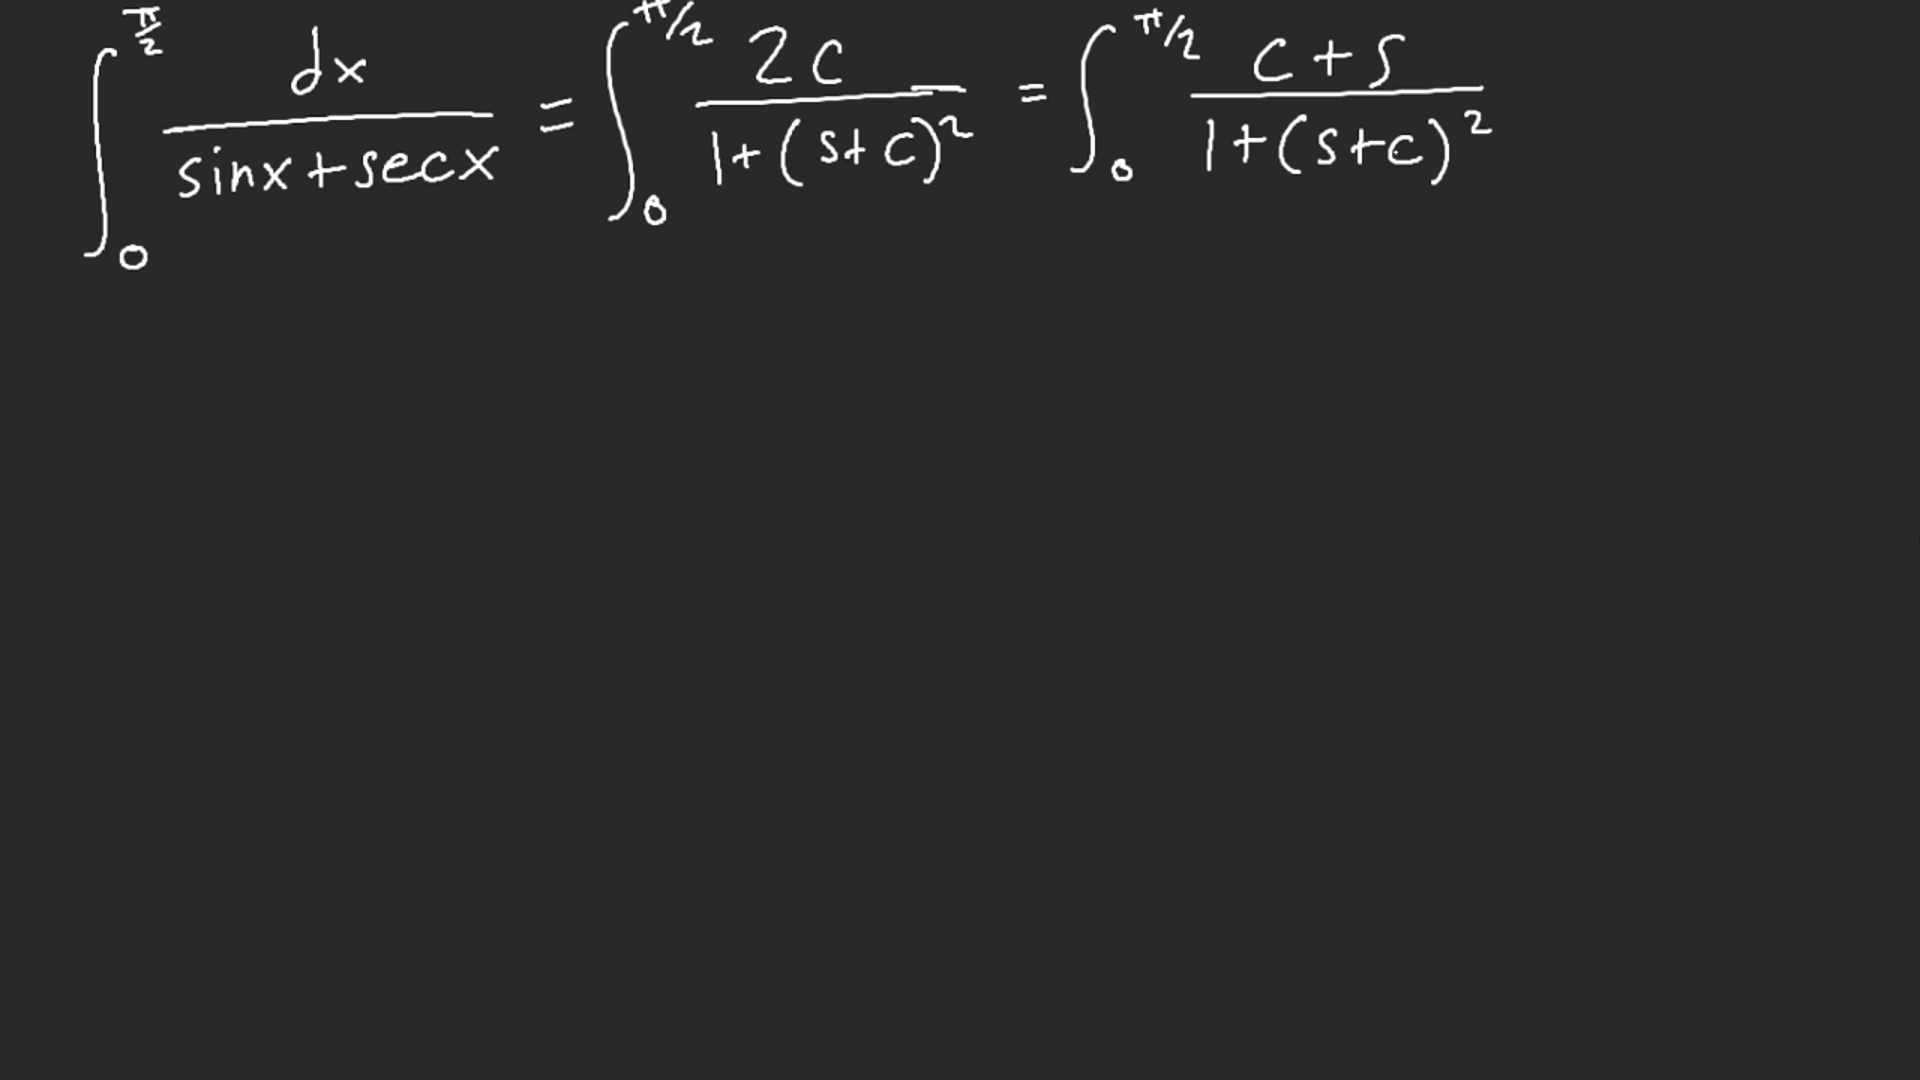 ∫₀^(π/2) dx/(sinx+secx) = ∫₀^(π/2) 2c/(1+(s+c)²) = ∫₀^(π/2) (c+s)/(1+(s+c)²)